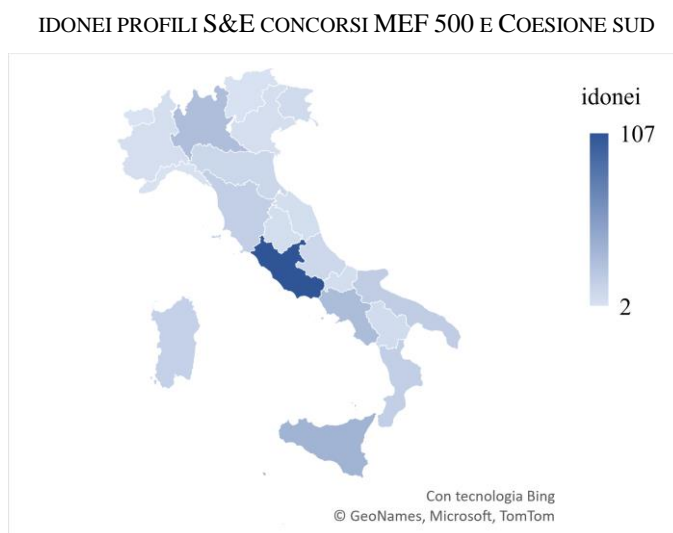 IDONEI PROFILI S&E CONCORSI MEF 500 E COESIONE SUD
idonei
107
2
Con tecnologia Bing
© GeoNames, Microsoft, TomTom